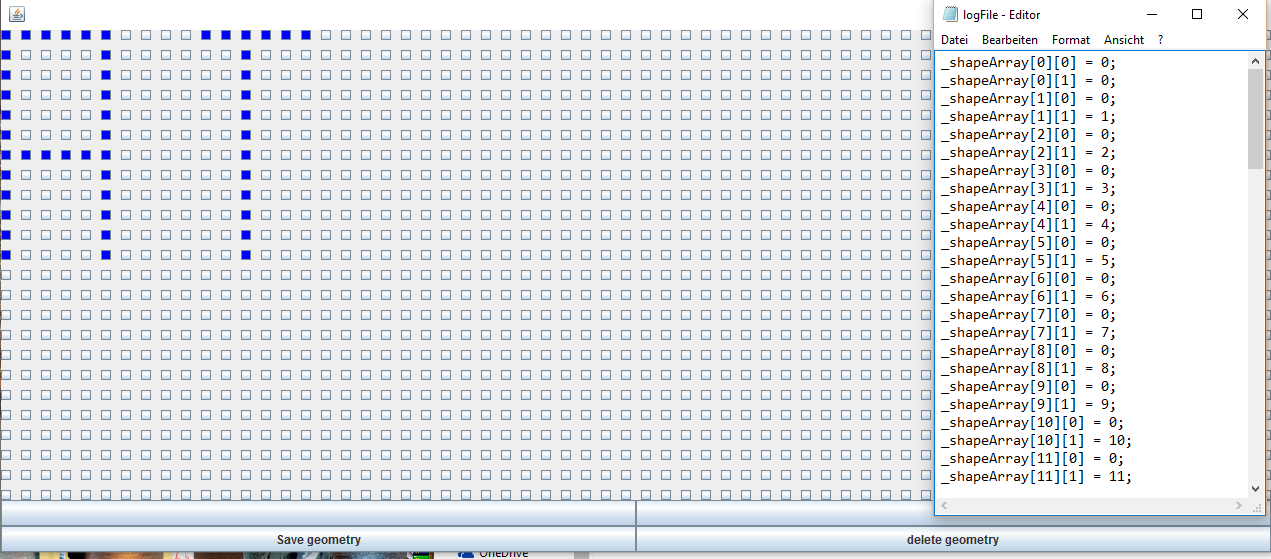 logFile - Editor
Datei Bearbeiten Format Ansicht ?
_shapeArray[0][0] = 0;
_shapeArray[0][1] = 0;
_shapeArray[1][0] = 0;
_shapeArray[1][1] = 1;
_shapeArray[2][0] = 0;
_shapeArray[2][1] = 2;
_shapeArray[3][0] = 0;
_shapeArray[3][1] = 3;
_shapeArray[4][0] = 0;
_shapeArray[4][1] = 4;
_shapeArray[5][0] = 0;
_shapeArray[5][1] = 5;
_shapeArray[6][0] = 0;
_shapeArray[6][1] = 6;
_shapeArray[7][0] = 0;
_shapeArray[7][1] = 7;
_shapeArray[8][0] = 0;
_shapeArray[8][1] = 8;
_shapeArray[9][0] = 0;
_shapeArray[9][1] = 9;
_shapeArray[10][0] = 0;
_shapeArray[10][1] = 10;
_shapeArray[11][0] = 0;
_shapeArray[11][1] = 11;
Save geometry delete geometry
OneDrive